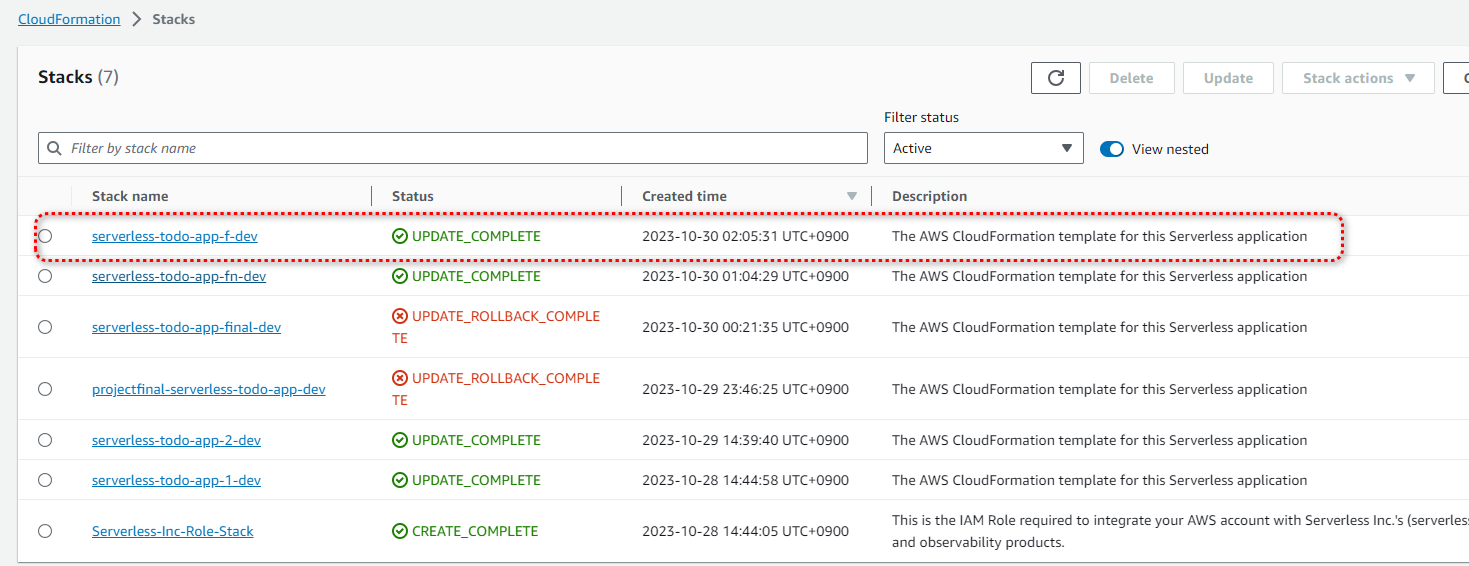 CloudFormation > Stacks
Stacks (7)
Delete
Update
Stack actions
Filter status
Filter by stack name
Active
View nested
Stack name Status Created time Description
serverless-todo-app-f-dev UPDATE_COMPLETE 2023-10-30 02:05:31 UTC+0900 The AWS CloudFormation template for this Serverless application
serverless-todo-app-fn-dev UPDATE_COMPLETE 2023-10-30 01:04:29 UTC+0900 The AWS CloudFormation template for this Serverless application
UPDATE_ROLLBACK_COMPLE
serverless-todo-app-final-dev 2023-10-30 00:21:35 UTC+0900 The AWS CloudFormation template for this Serverless application
TE
UPDATE_ROLLBACK_COMPLE
projectfinal-serverless-todo-app-dev 2023-10-29 23:46:25 UTC+0900 The AWS CloudFormation template for this Serverless application
TE
serverless-todo-app-2-dev UPDATE_COMPLETE 2023-10-29 14:39:40 UTC+0900 The AWS CloudFormation template for this Serverless application
serverless-todo-app-1-dev UPDATE_COMPLETE 2023-10-28 14:44:58 UTC+0900 The AWS CloudFormation template for this Serverless application
This is the IAM Role required to integrate your AWS account with Serverless Inc.'s (serverless
Serverless-Inc-Role-Stack CREATE_COMPLETE 2023-10-28 14:44:05 UTC+0900
and observability products.